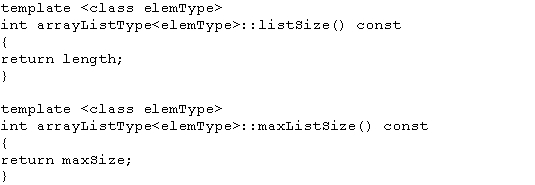 template <class elemType>
int arrayListType<elemType>::listSize() const
{
return length;
}

template <class elemType>
int arrayListType<elemType>::maxListSize() const
{
return maxSize;
}